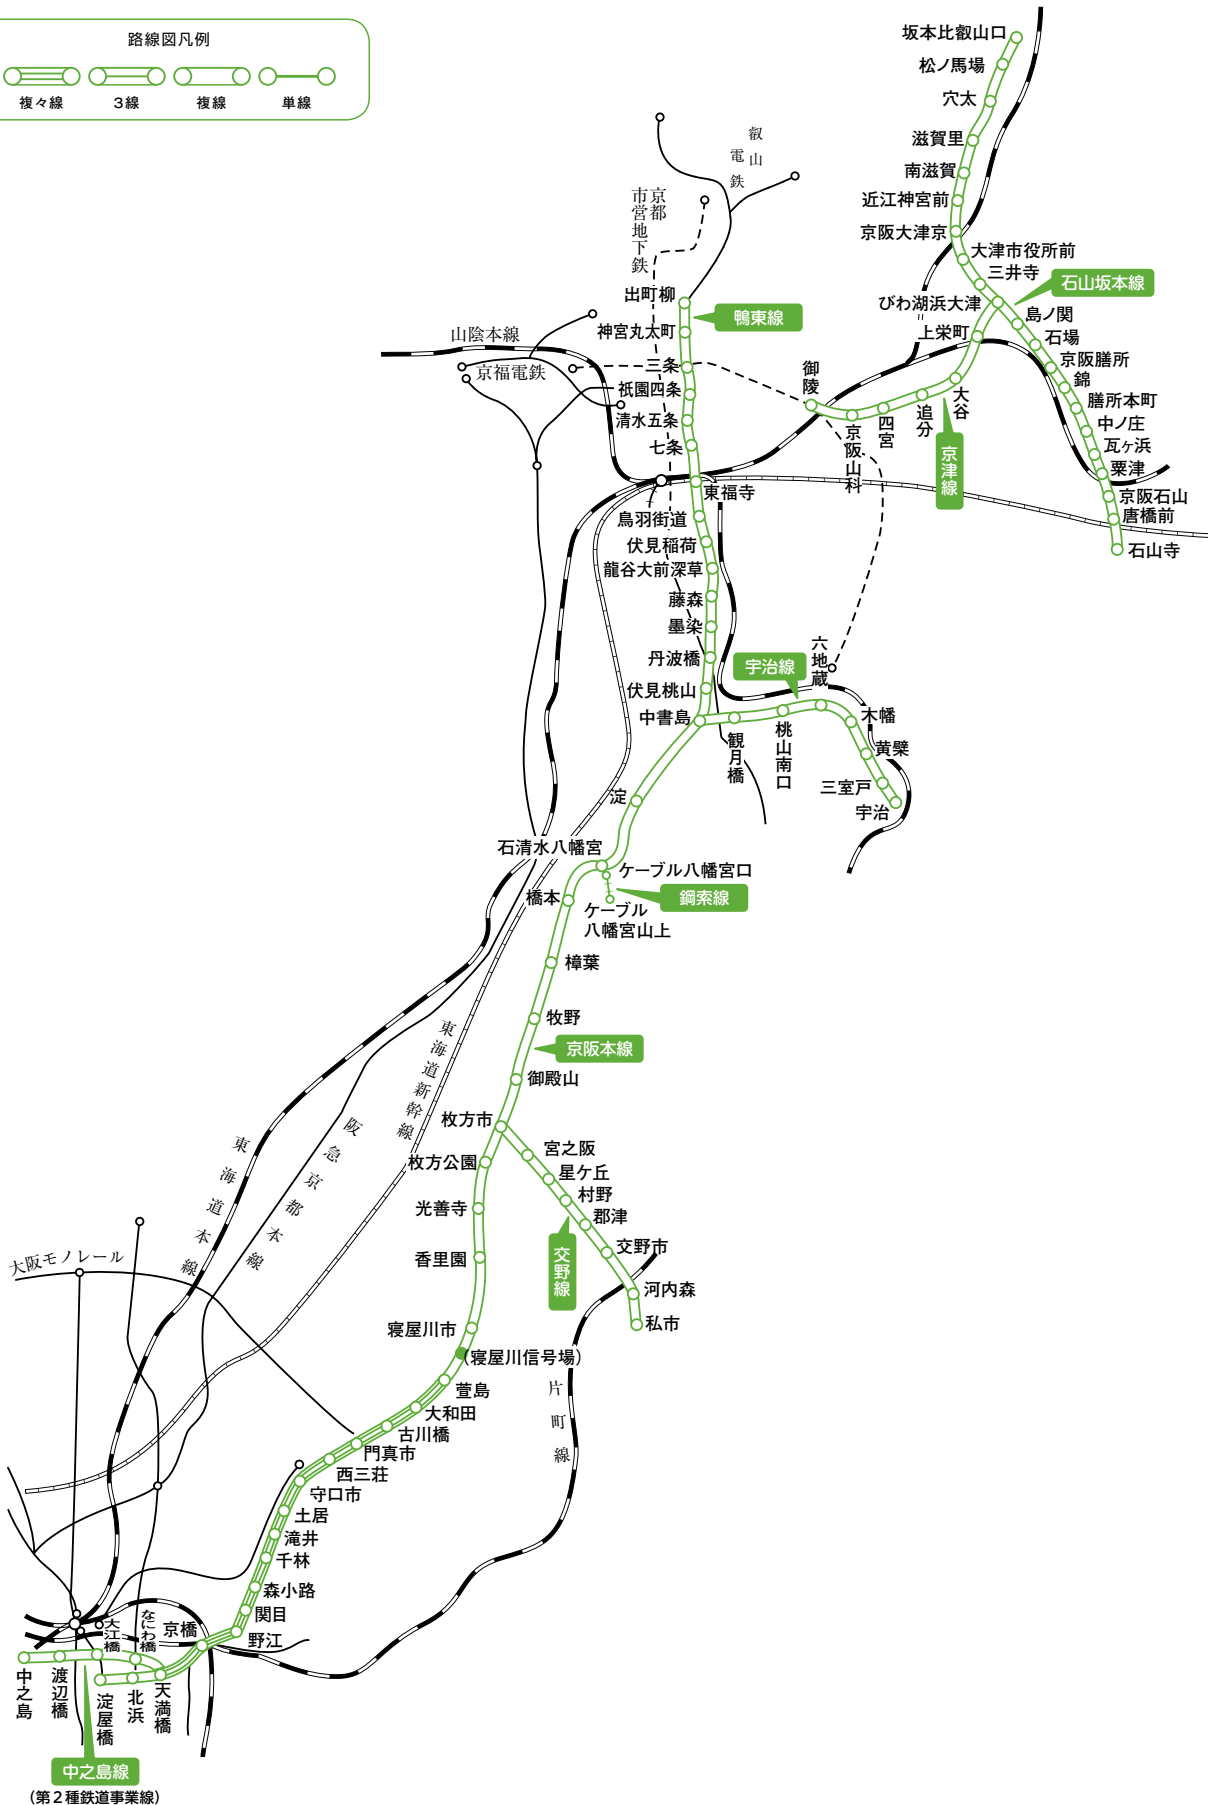 路線図凡例
複々線
3線
複線
単線
坂本比叡山口
松ノ馬場
穴太
滋賀里
南滋賀
近江神宮前
京阪大津京
大津市役所前
三井寺
石山坂本線
びわ湖浜大津
島ノ関
上栄町
石場
京阪膳所
錦
膳所本町
中ノ庄
瓦ヶ浜
粟津
京阪石山
唐橋前
石山寺
御陵
京阪山科
四宮
追分
大谷
京津線
叡山
電鉄
京都
市営地下鉄
出町柳
鴨東線
神宮丸太町
三条
祇園四条
清水五条
七条
東福寺
鳥羽街道
伏見稲荷
龍谷大前深草
藤森
墨染
丹波橋
伏見桃山
中書島
山陰本線
京福電鉄
宇治線
六地蔵
観月橋
桃山南口
木幡
黄檗
三室戸
宇治
淀
石清水八幡宮
ケーブル八幡宮口
鋼索線
ケーブル
八幡宮山上
橋本
樟葉
牧野
京阪本線
御殿山
枚方市
枚方公園
光善寺
香里園
寝屋川市
(寝屋川信号場)
宮之阪
星ケ丘
村野
郡津
交野市
河内森
私市
交野線
東海道新幹線
阪急京都本線
東海道本線
大阪モノレール
片町線
萱島
大和田
古川橋
門真市
西三荘
守口市
土居
滝井
千林
森小路
関目
野江
京橋
なにわ橋
大江橋
中之島
渡辺橋
淀屋橋
北浜
天満橋
中之島線
(第2種鉄道事業線)